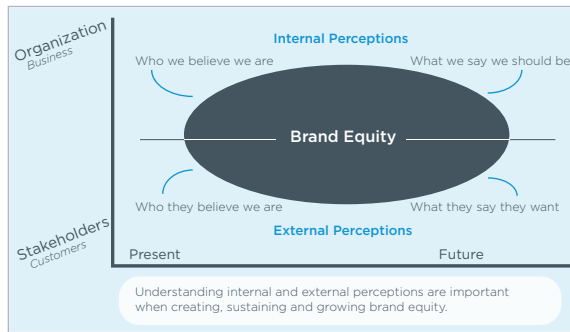 Organization
Business
Internal Perceptions
Who we believe we are
What we say we should be
Brand Equity
Who they believe we are
What they say they want
External Perceptions
Stakeholders
Customers
Present
Future
Understanding internal and external perceptions are important
when creating, sustaining and growing brand equity.